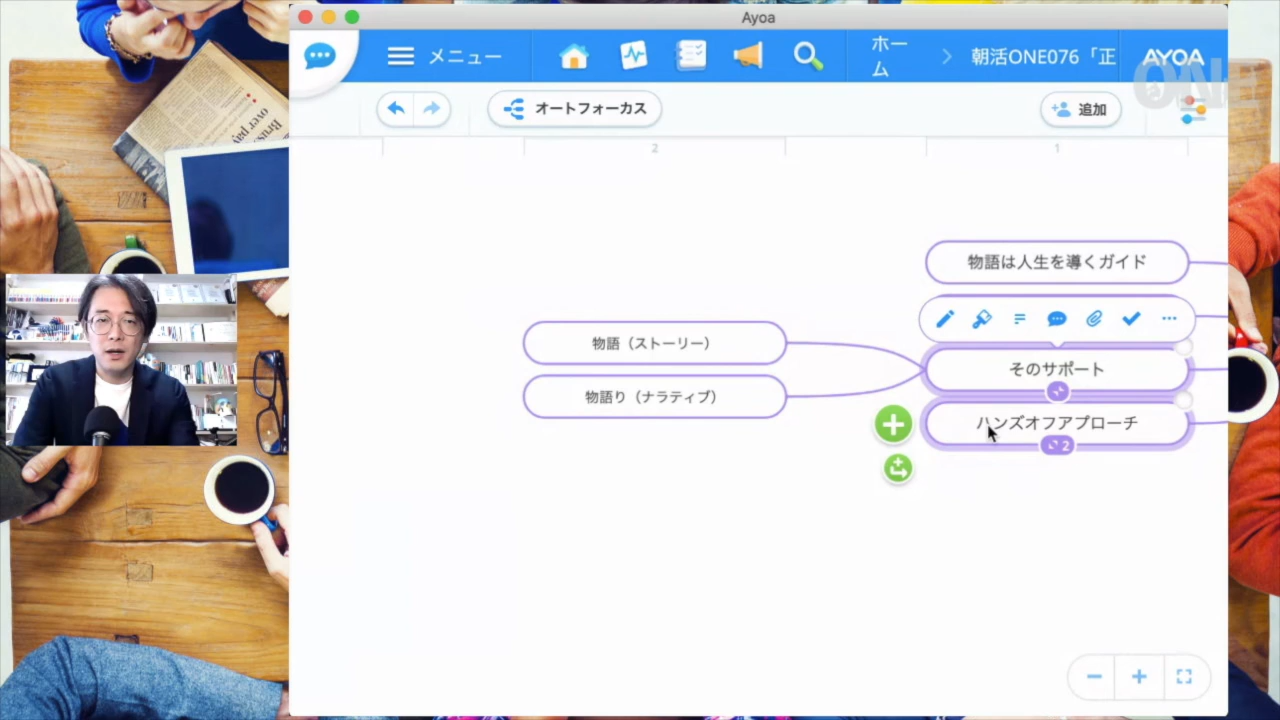 Ayoa
メニュー
ホーム
朝活ONE076「正
AYOA
ONE
オートフォーカス
追加
2
1
物語は人生を導くガイド
物語（ストーリー）
そのサポート
物語り（ナラティブ）
ハンズオフアプローチ
2